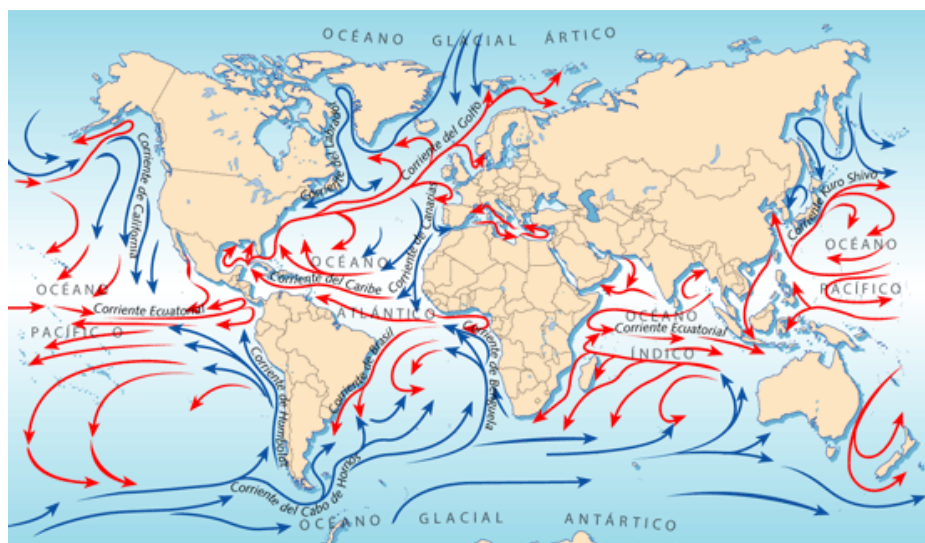 OCÉANO GLACIAL ÁRTICO
Corriente del Labrador
Corriente del Golfo
Corriente de California
Corriente Kuro Shivo
Corriente de Canarias
OCÉANO
PACÍFICO
OCÉANO
ATLÁNTICO
Corriente del Caribe
OCÉANO
PACÍFICO
Corriente Ecuatorial
OCÉANO
ÍNDICO
Corriente Ecuatorial
Corriente de Brasil
Corriente de Benguela
Corriente de Humboldt
Corriente del Cabo de Hornos
OCÉANO GLACIAL ANTÁRTICO